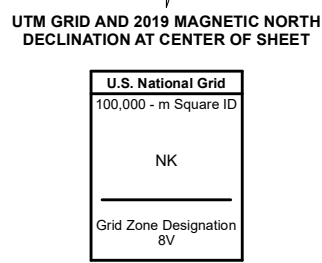 UTM GRID AND 2019 MAGNETIC NORTH
DECLINATION AT CENTER OF SHEET
U.S. National Grid
100,000 - m Square ID
NK
Grid Zone Designation
8V